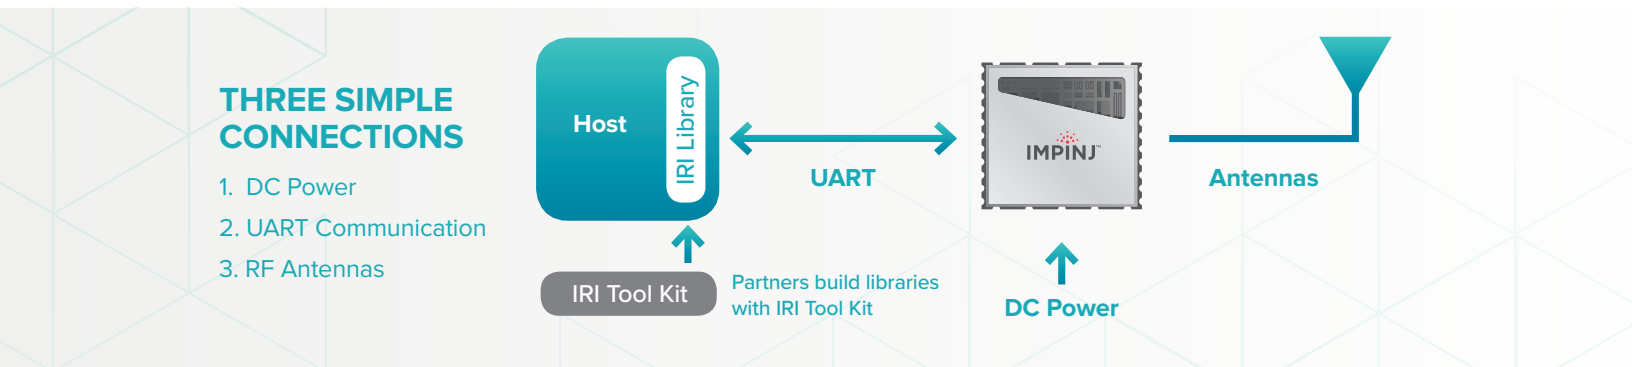 THREE SIMPLE
CONNECTIONS
1. DC Power
2. UART Communication
3. RF Antennas
Host
IRI Library
IRI Tool Kit
Partners build libraries
with IRI Tool Kit
UART
IMPINJ™
DC Power
Antennas